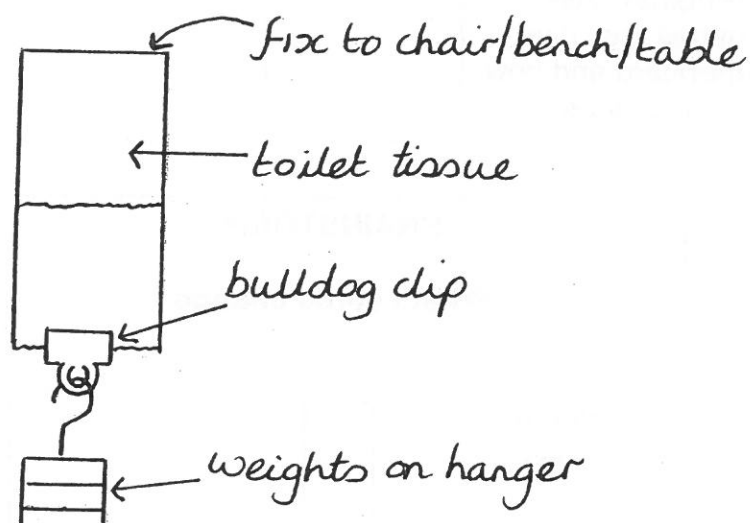 fix to chair/bench/table
toilet tissue
bulldog clip
weights on hanger